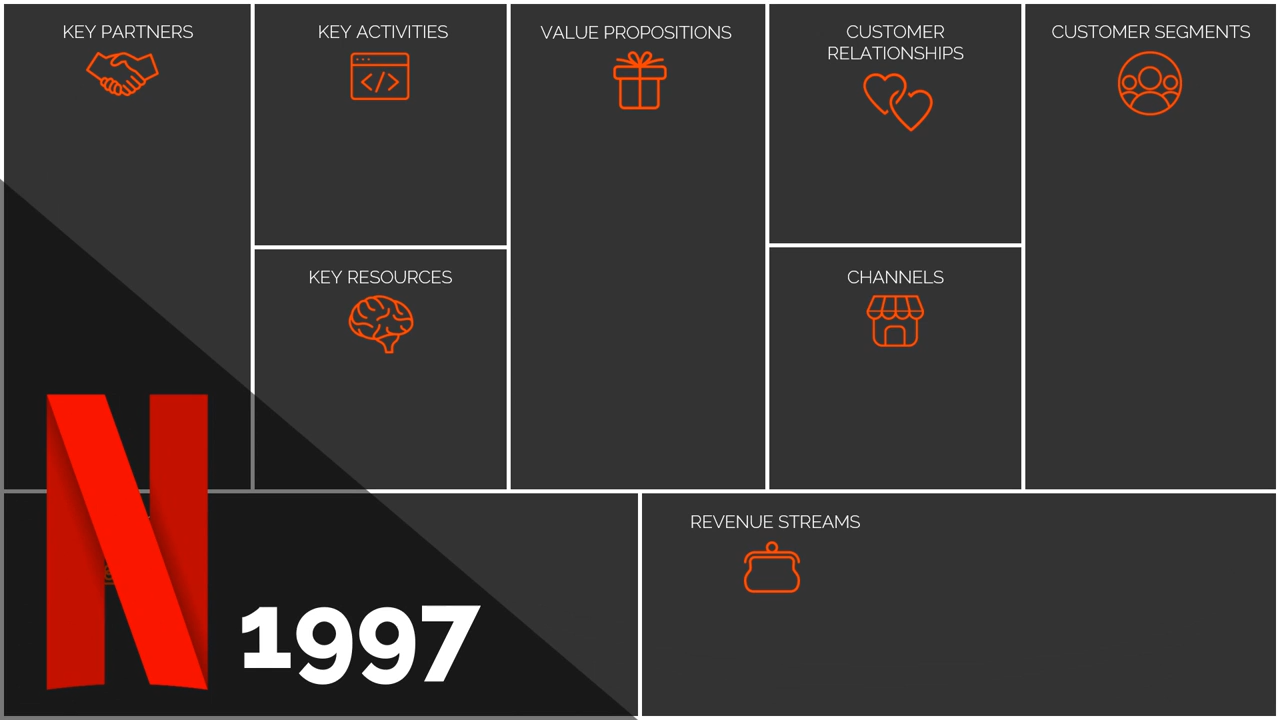 KEY PARTNERS
KEY ACTIVITIES
VALUE PROPOSITIONS
CUSTOMER
RELATIONSHIPS
CUSTOMER SEGMENTS
KEY RESOURCES
CHANNELS
REVENUE STREAMS
N
1997